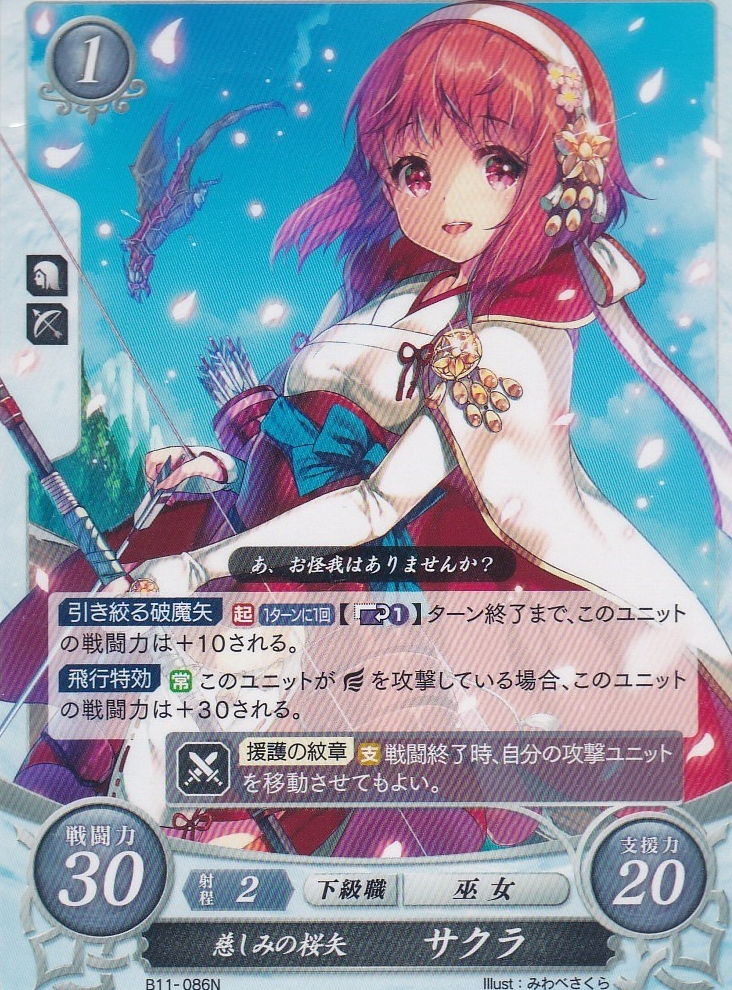 1
あ、お怪我はありませんか?
引き絞る破魔矢 起 1ターンに1回 【 1】ターン終了まで、このユニット
の戦闘力は+10される。
飛行特効 常 このユニットが を攻撃している場合、このユニット
の戦闘力は+30される。
援護の紋章 支 戦闘終了時、自分の攻撃ユニット
を移動させてもよい。
戦闘力
30
射程 2 下級職 巫女
支援力
20
慈しみの桜矢 サクラ
B11-086N Illust:みわべさくら